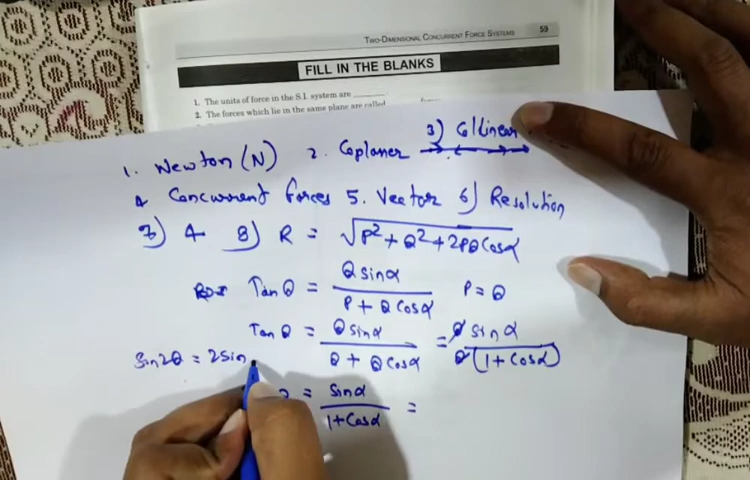 TWO-DIMENSIONAL CONCURRENT FORCE SYSTEMS 59
FILL IN THE BLANKS
1. The units of force in the S.I. system are ________
2. The forces which lie in the same plane are called
1. Newton (N) 2. Coplaner 3) Collinear
4 Concurrent forces 5. Vector 6) Resolution
7) 4 8) R = √P² + Q² + 2PQ Cosα
Tan θ = Q sinα / P + Q Cosα P = Q
Tan θ = Q sinα / Q + Q Cosα = Q sinα / Q (1 + Cosα)
Sin2θ = 2Sin
= Sinα / 1 + Cosα =